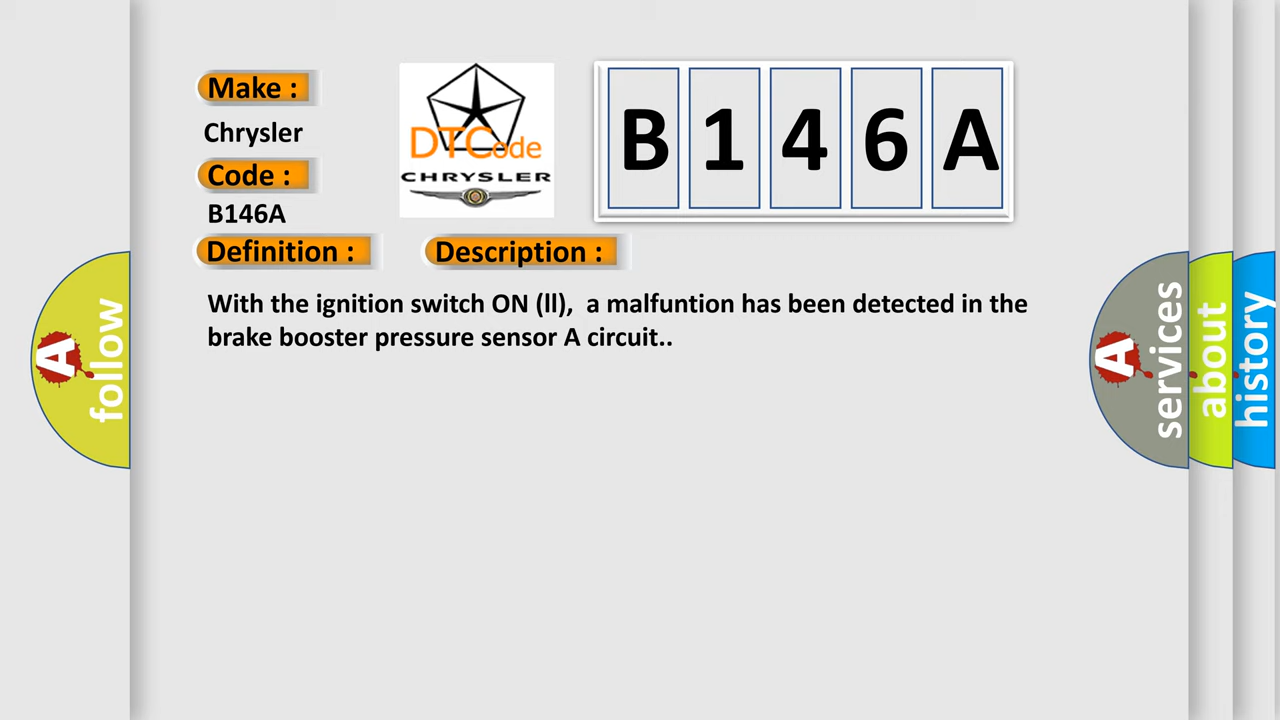 Make :
Chrysler
Code :
B146A
Definition :
Description :
With the ignition switch ON (ll),  a malfuntion has been detected in the
brake booster pressure sensor A circuit..
DTCode
CHRYSLER
B 1 4 6 A
A follow
A services
about
history